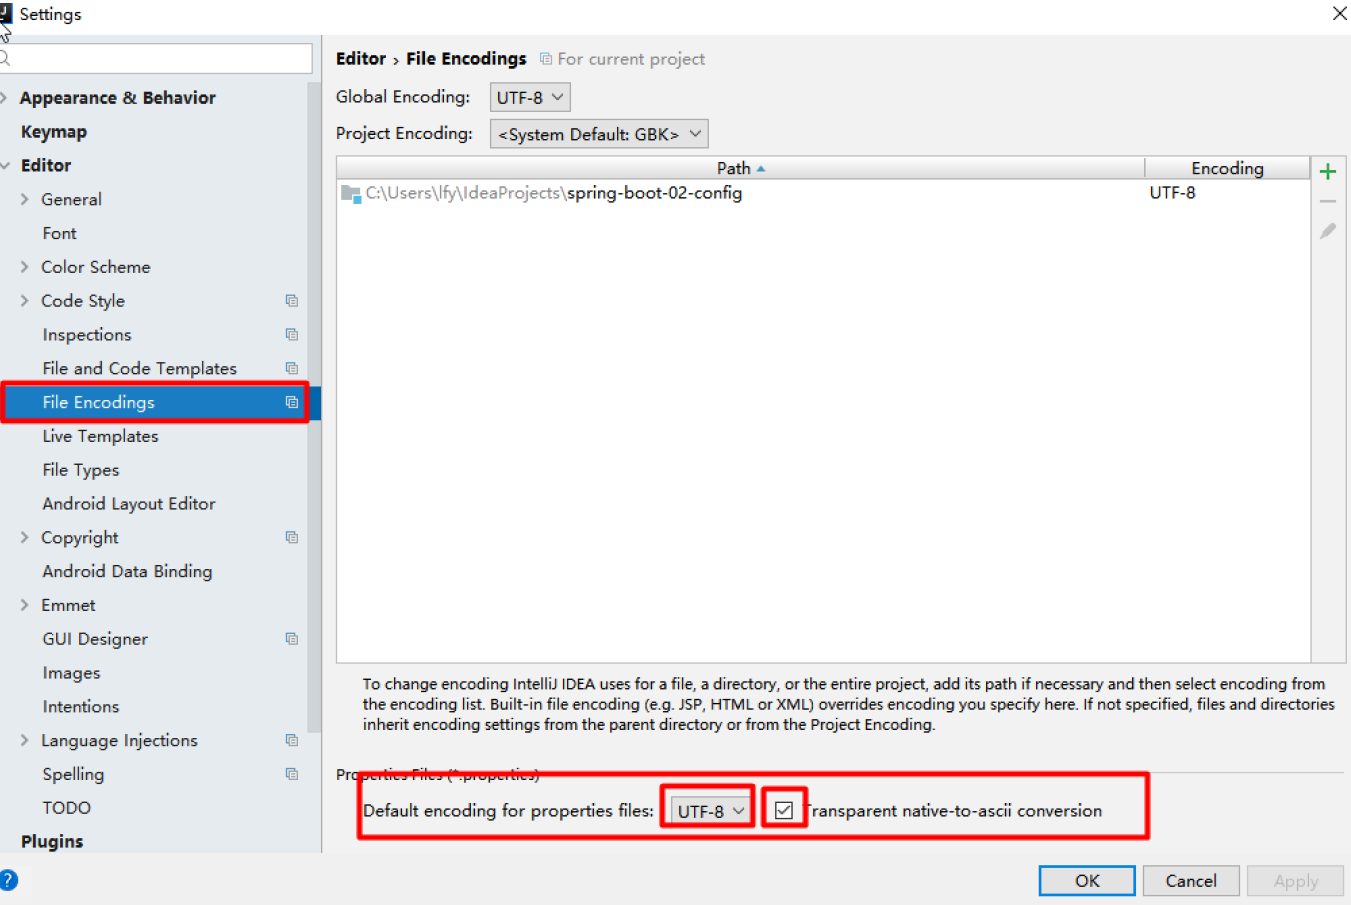 Settings
Appearance & Behavior
Keymap
Editor
General
Font
Color Scheme
Code Style
Inspections
File and Code Templates
File Encodings
Live Templates
File Types
Android Layout Editor
Copyright
Android Data Binding
Emmet
GUI Designer
Images
Intentions
Language Injections
Spelling
TODO
Plugins
Editor › File Encodings For current project
Global Encoding: UTF-8
Project Encoding: <System Default: GBK>
Path Encoding
C:\Users\lfy\IdeaProjects\spring-boot-02-config UTF-8
To change encoding IntelliJ IDEA uses for a file, a directory, or the entire project, add its path if necessary and then select encoding from
the encoding list. Built-in file encoding (e.g. JSP, HTML or XML) overrides encoding you specify here. If not specified, files and directories
inherit encoding settings from the parent directory or from the Project Encoding.
Properties Files (*.properties)
Default encoding for properties files: UTF-8 Transparent native-to-ascii conversion
? OK Cancel Apply